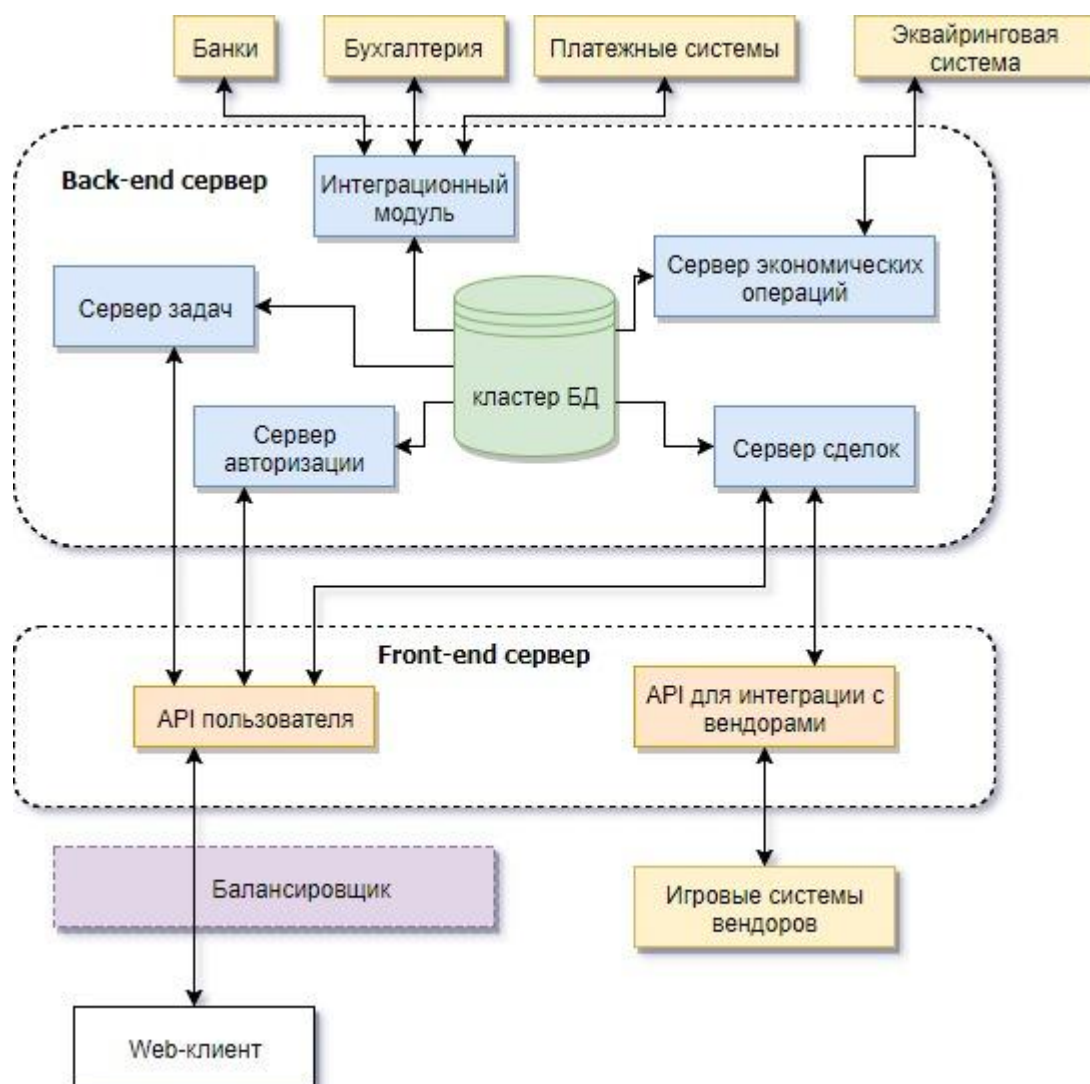 Банки
Бухгалтерия
Платежные системы
Эквайринговая
система
Back-end сервер
Интеграционный
модуль
Сервер экономических
операций
Сервер задач
кластер БД
Сервер
авторизации
Сервер сделок
Front-end сервер
API пользователя
API для интеграции с
вендорами
Балансировщик
Игровые системы
вендоров
Web-клиент